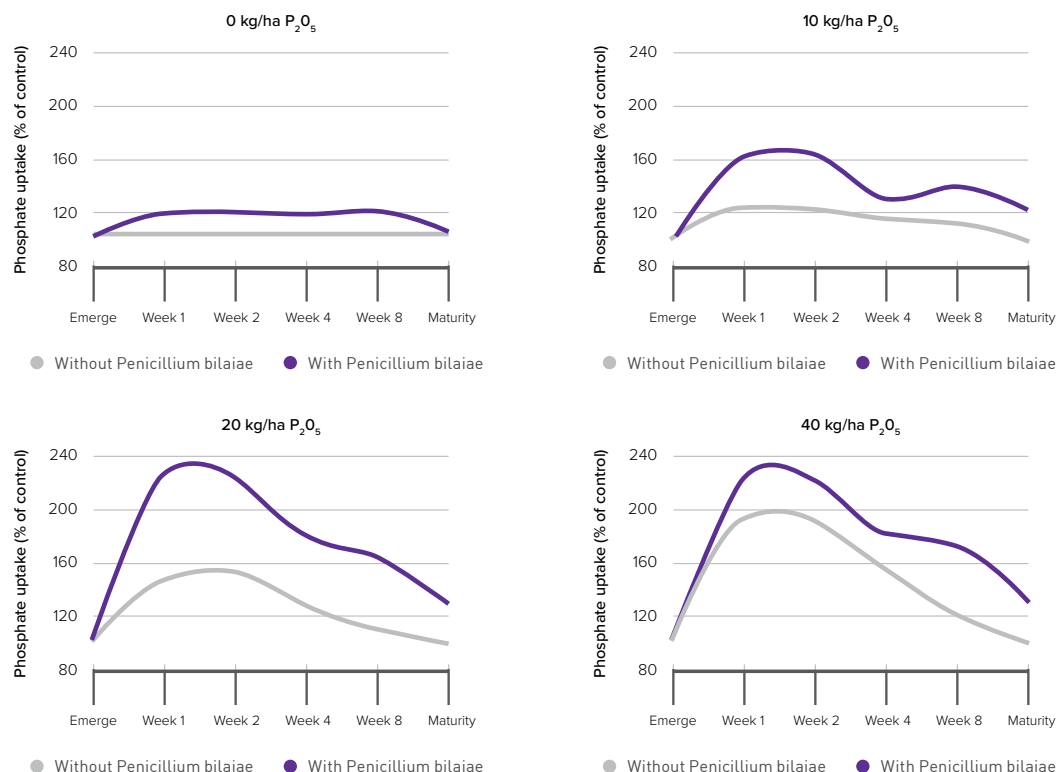 0 kg/ha P₂0₅
Phosphate uptake (% of control)
240
200
160
120
80
Emerge Week 1 Week 2 Week 4 Week 8 Maturity
Without Penicillium bilaiae With Penicillium bilaiae
10 kg/ha P₂0₅
Phosphate uptake (% of control)
240
200
160
120
80
Emerge Week 1 Week 2 Week 4 Week 8 Maturity
Without Penicillium bilaiae With Penicillium bilaiae
20 kg/ha P₂0₅
Phosphate uptake (% of control)
240
200
160
120
80
Emerge Week 1 Week 2 Week 4 Week 8 Maturity
Without Penicillium bilaiae With Penicillium bilaiae
40 kg/ha P₂0₅
Phosphate uptake (% of control)
240
200
160
120
80
Emerge Week 1 Week 2 Week 4 Week 8 Maturity
Without Penicillium bilaiae With Penicillium bilaiae